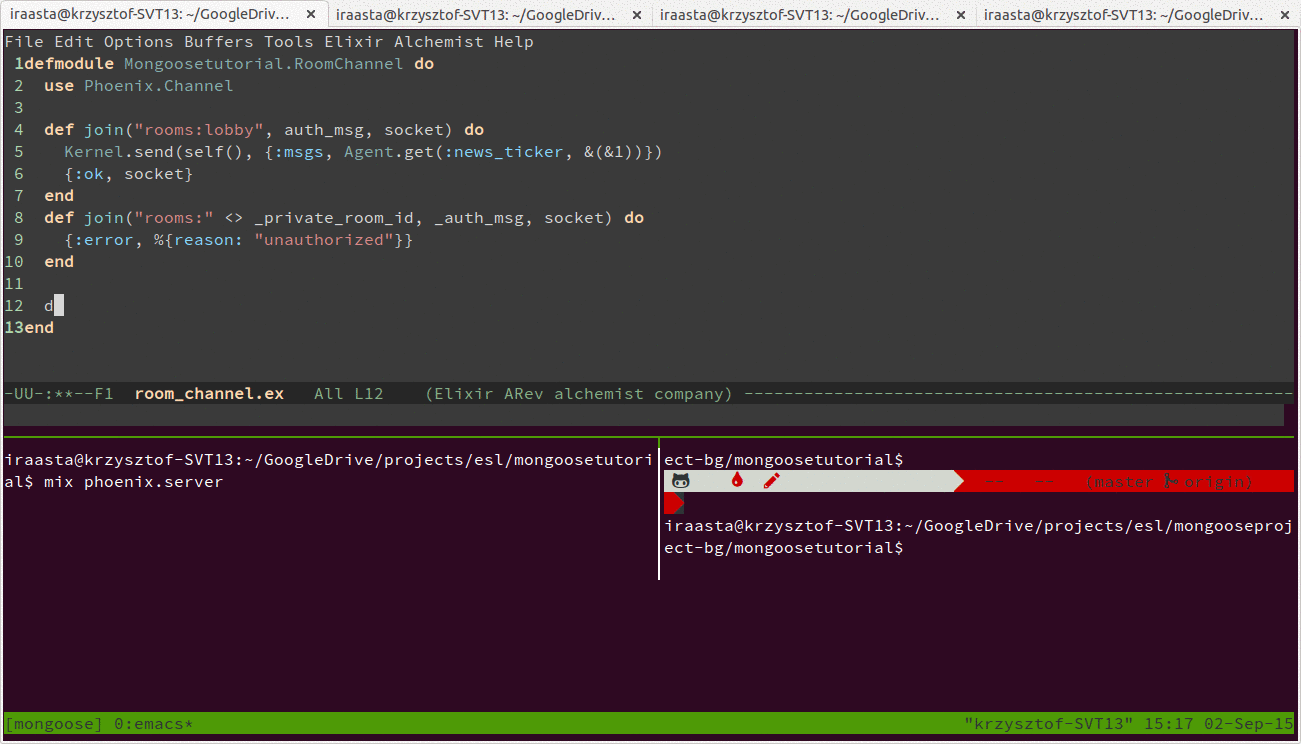 iraasta@krzysztof-SVT13: ~/GoogleDrive/... × iraasta@krzysztof-SVT13: ~/GoogleDriv... × iraasta@krzysztof-SVT13: ~/GoogleDriv... × iraasta@krzysztof-SVT13: ~/GoogleDriv... ×
File Edit Options Buffers Tools Elixir Alchemist Help
1defmodule Mongoosetutorial.RoomChannel do
2  use Phoenix.Channel
3
4  def join("rooms:lobby", auth_msg, socket) do
5    Kernel.send(self(), {:msgs, Agent.get(:news_ticker, &(&1))})
6    {:ok, socket}
7  end
8  def join("rooms:" <> _private_room_id, _auth_msg, socket) do
9    {:error, %{reason: "unauthorized"}}
10  end
11
12  d
13end
-UU-:**--F1  room_channel.ex   All L12    (Elixir ARev alchemist company) -------------------------------------------------------
iraasta@krzysztof-SVT13:~/GoogleDrive/projects/esl/mongoosetutori
al$ mix phoenix.server
ect-bg/mongoosetutorial$
(master origin)
iraasta@krzysztof-SVT13:~/GoogleDrive/projects/esl/mongooseproj
ect-bg/mongoosetutorial$
[mongoose] 0:emacs* "krzysztof-SVT13" 15:17 02-Sep-15